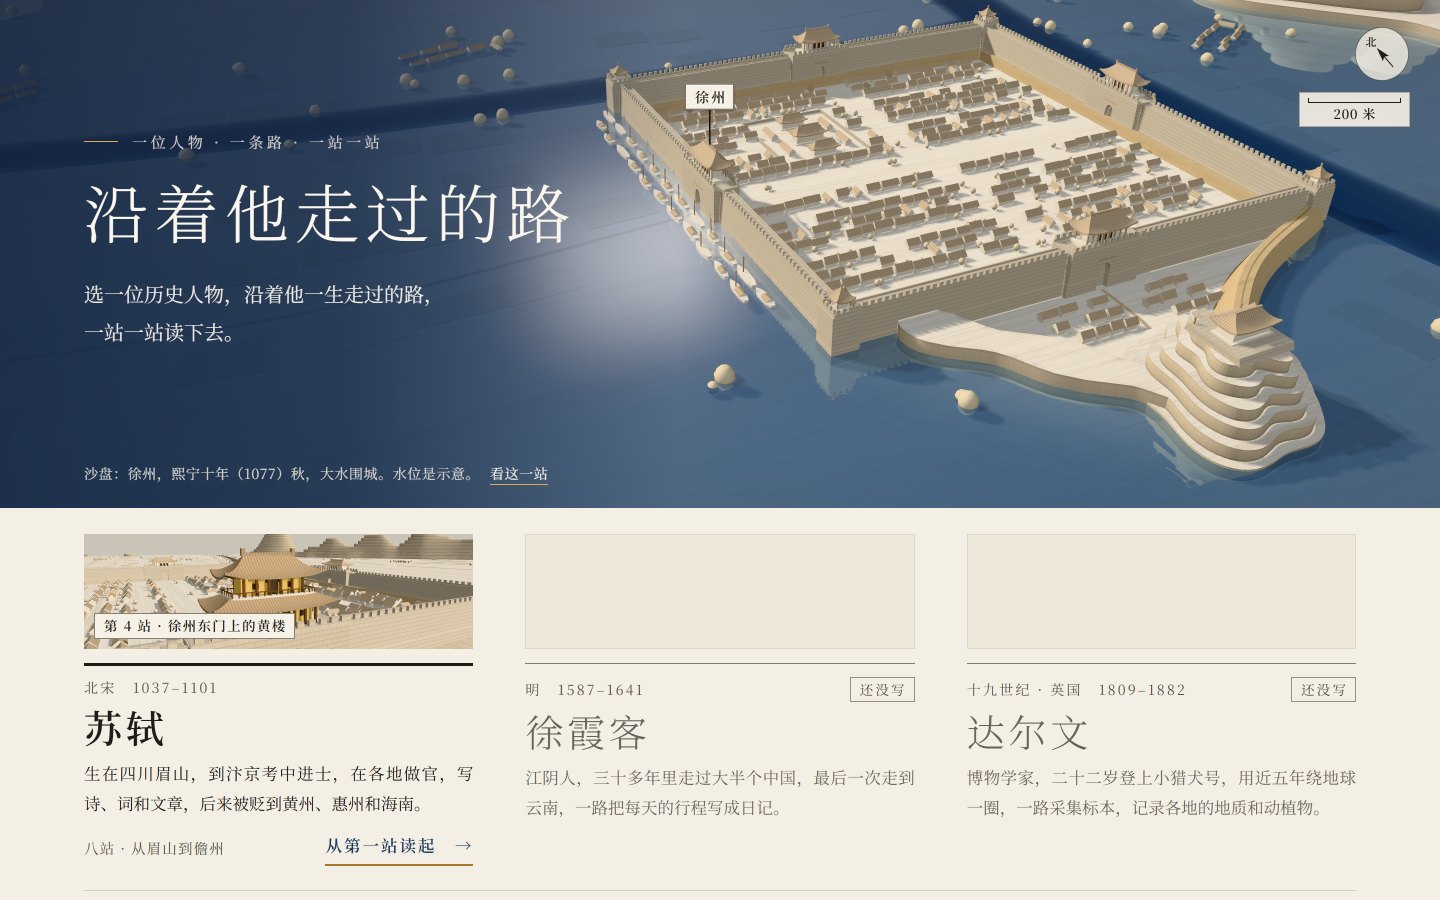 北
200 米
徐州
一位人物 · 一条路 · 一站一站
沿着他走过的路
选一位历史人物，沿着他一生走过的路，
一站一站读下去。
沙盘：徐州，熙宁十年（1077）秋，大水围城。水位是示意。 看这一站
第 4 站 · 徐州东门上的黄楼
北宋 1037–1101
苏轼
生在四川眉山，到汴京考中进士，在各地做官，写
诗、词和文章，后来被贬到黄州、惠州和海南。
八站 · 从眉山到儋州
从第一站读起 →
明 1587–1641
还没写
徐霞客
江阴人，三十多年里走过大半个中国，最后一次走到
云南，一路把每天的行程写成日记。
十九世纪 · 英国 1809–1882
还没写
达尔文
博物学家，二十二岁登上小猎犬号，用近五年绕地球
一圈，一路采集标本，记录各地的地质和动植物。